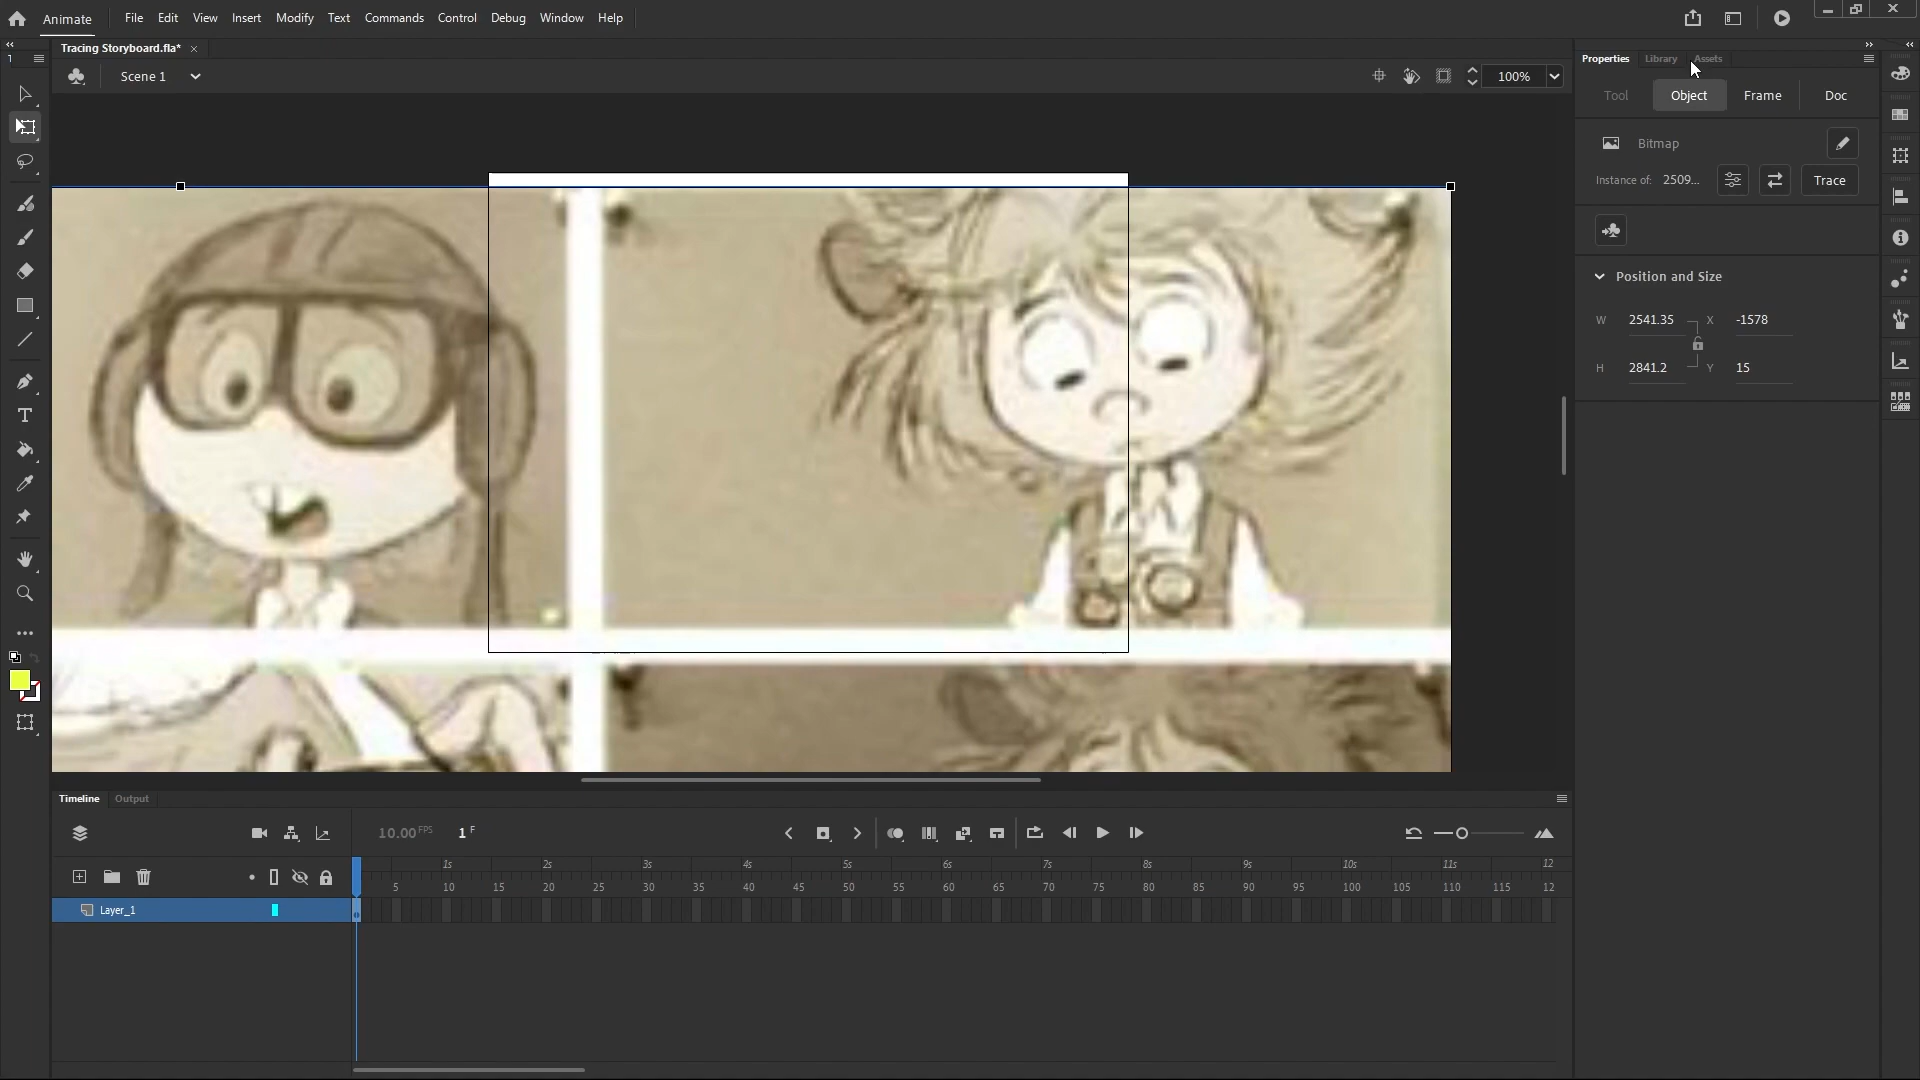 Animate File Edit View Insert Modify Text Commands Control Debug Window Help
Tracing Storyboard.fla*
Scene 1
100%
Properties Library Assets
Tool Object Frame Doc
Bitmap
Instance of: 2509... Trace
Position and Size
W 2541.35 X -1578
H 2841.2 Y 15
Timeline Output
10.00 FPS 1 F
1s 2s 3s 4s 5s 6s 7s 8s 9s 10s 11s 12
5 10 15 20 25 30 35 40 45 50 55 60 65 70 75 80 85 90 95 100 105 110 115 12
Layer_1